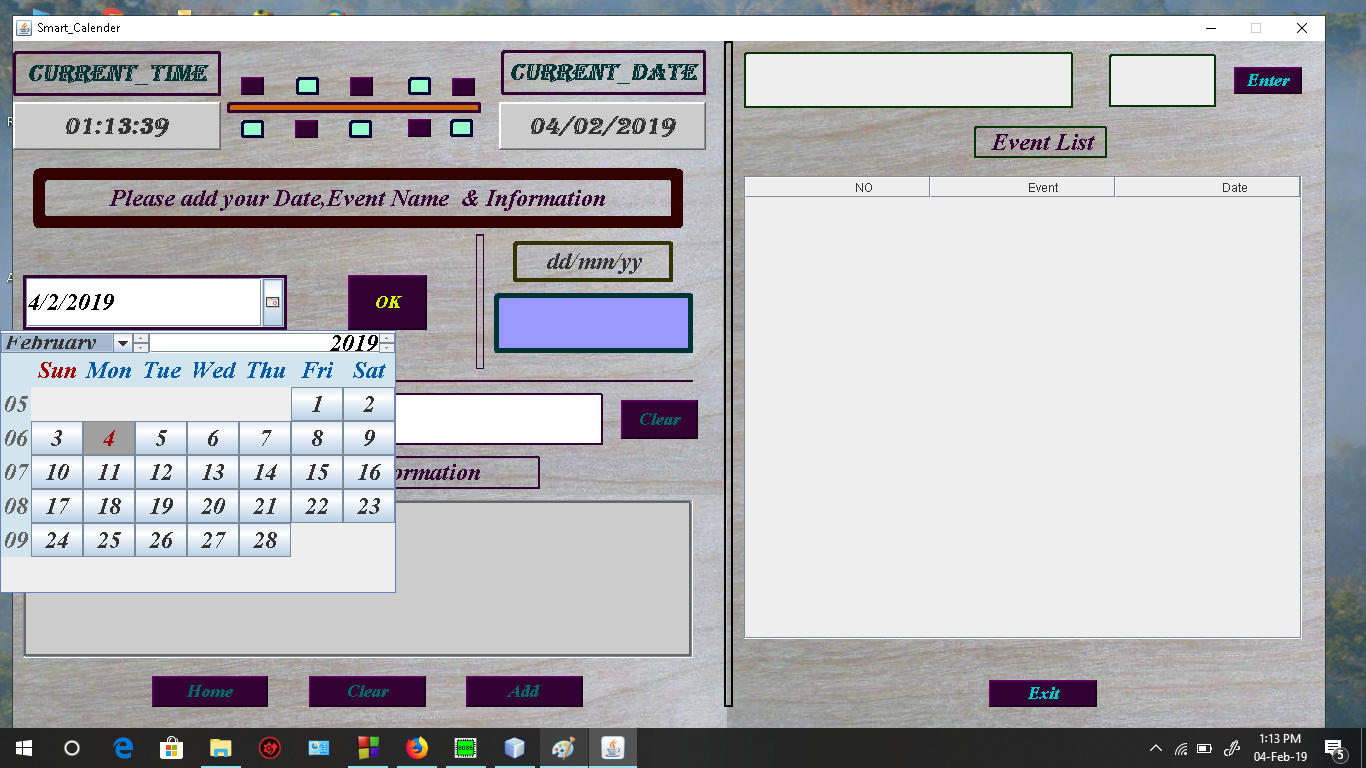 Smart_Calender
CURRENT_TIME
CURRENT_DATE
01:13:39
04/02/2019
Enter
Event List
Please add your Date,Event Name & Information
NO Event Date
dd/mm/yy
4/2/2019
OK
February 2019
Sun Mon Tue Wed Thu Fri Sat
05 1 2
06 3 4 5 6 7 8 9
07 10 11 12 13 14 15 16
08 17 18 19 20 21 22 23
09 24 25 26 27 28
Clear
ormation
Home Clear Add
Exit
8086
1:13 PM
04-Feb-19
5